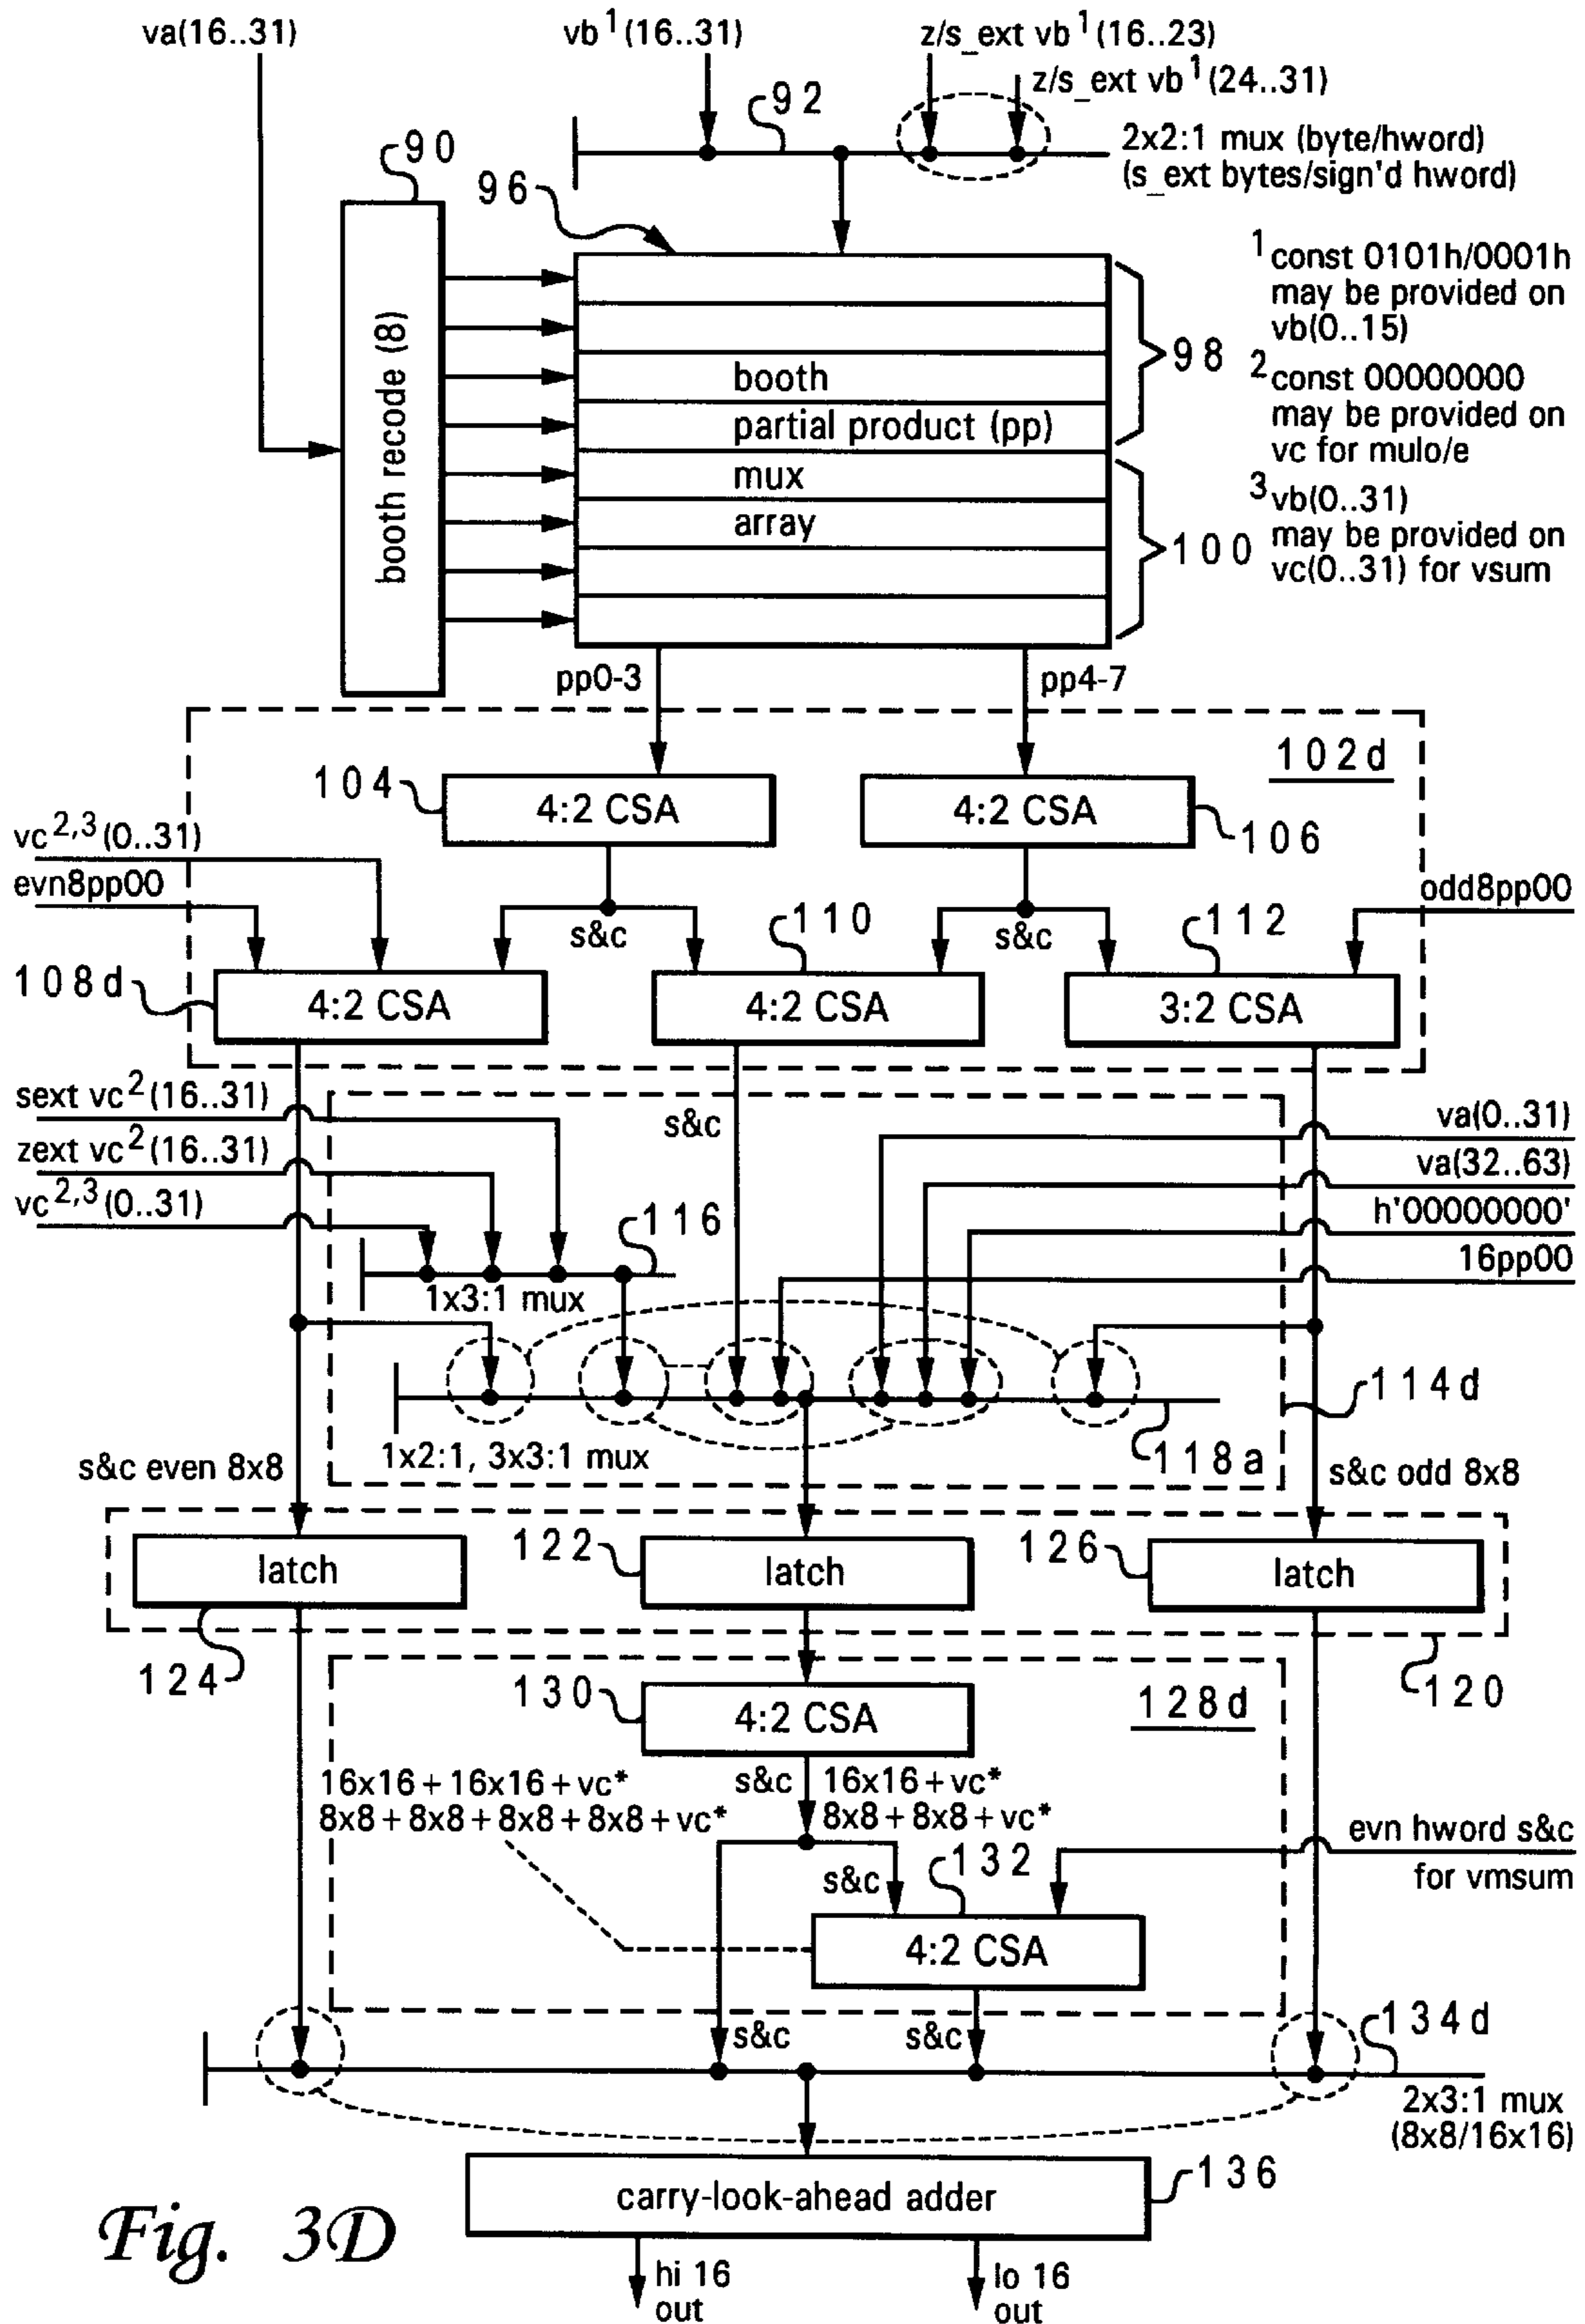 va(16..31)
vb¹(16..31)
z/s_ext vb¹(16..23)
z/s_ext vb¹(24..31)
92
2x2:1 mux (byte/hword)
(s_ext bytes/sign'd hword)
90
96
booth recode (8)
booth
partial product (pp)
mux
array
98
100
¹const 0101h/0001h
may be provided on
vb(0..15)
²const 00000000
may be provided on
vc for mulo/e
³vb(0..31)
may be provided on
vc(0..31) for vsum
pp0-3
pp4-7
102d
104
4:2 CSA
4:2 CSA
106
vc²,³(0..31)
evn8pp00
odd8pp00
s&c
110
s&c
112
108d
4:2 CSA
4:2 CSA
3:2 CSA
sext vc²(16..31)
zext vc²(16..31)
vc²,³(0..31)
s&c
va(0..31)
va(32..63)
h'00000000'
16pp00
116
1x3:1 mux
114d
1x2:1, 3x3:1 mux
118a
s&c even 8x8
s&c odd 8x8
122
126
latch
latch
latch
124
120
130
4:2 CSA
128d
16x16 + 16x16 + vc*
8x8 + 8x8 + 8x8 + 8x8 + vc*
s&c
16x16 + vc*
8x8 + 8x8 + vc*
evn hword s&c
for vmsum
s&c
132
4:2 CSA
s&c
s&c
134d
2x3:1 mux
(8x8/16x16)
carry-look-ahead adder
136
Fig. 3D
hi 16
out
lo 16
out